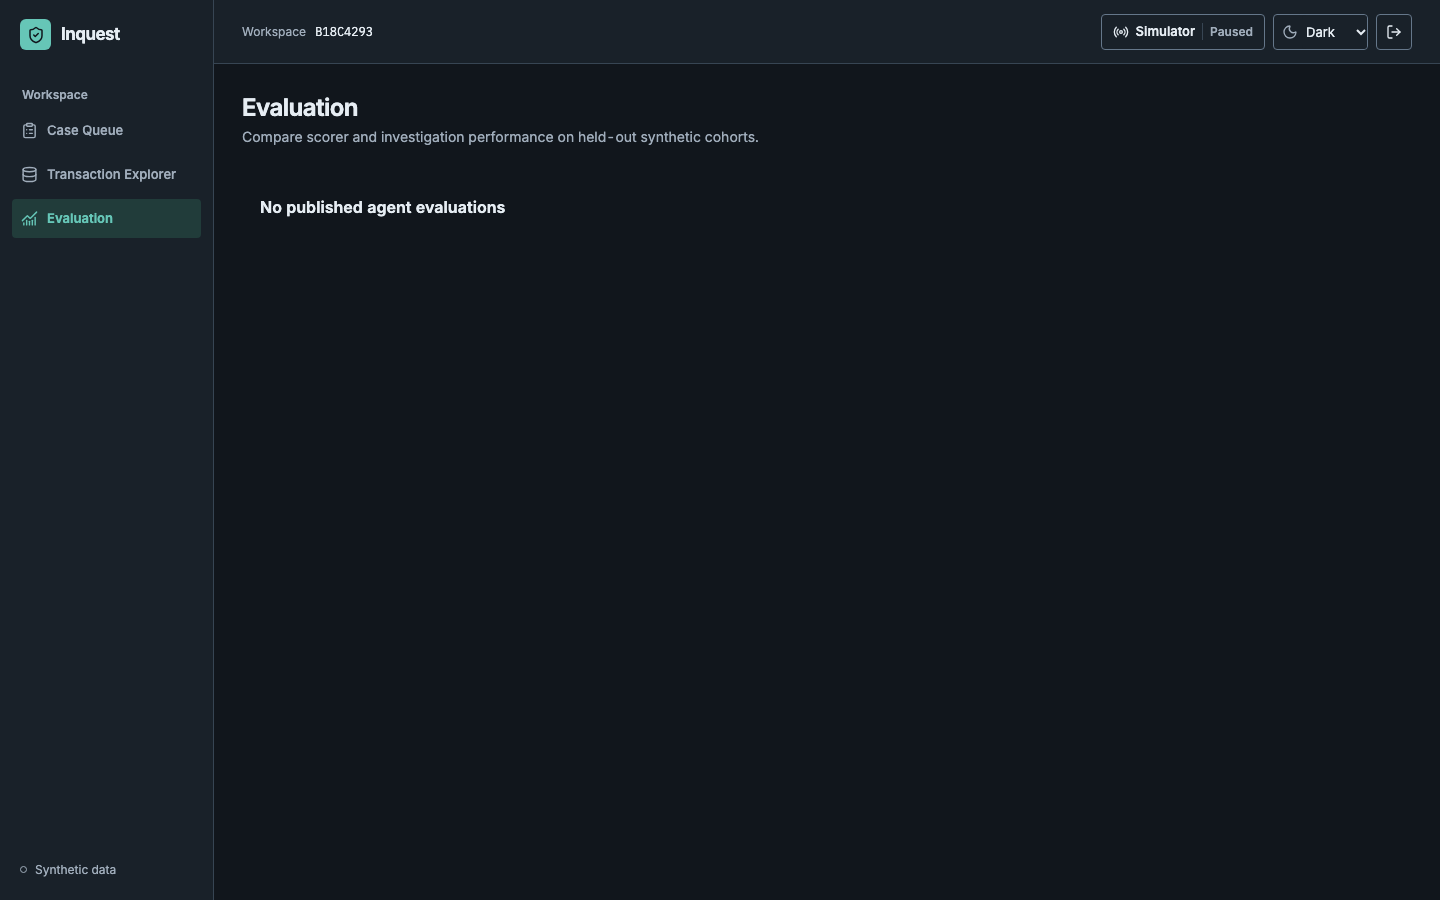 Inquest
Workspace
Case Queue
Transaction Explorer
Evaluation
Synthetic data
Workspace B18C4293
Simulator Paused
Dark
Evaluation
Compare scorer and investigation performance on held-out synthetic cohorts.
No published agent evaluations